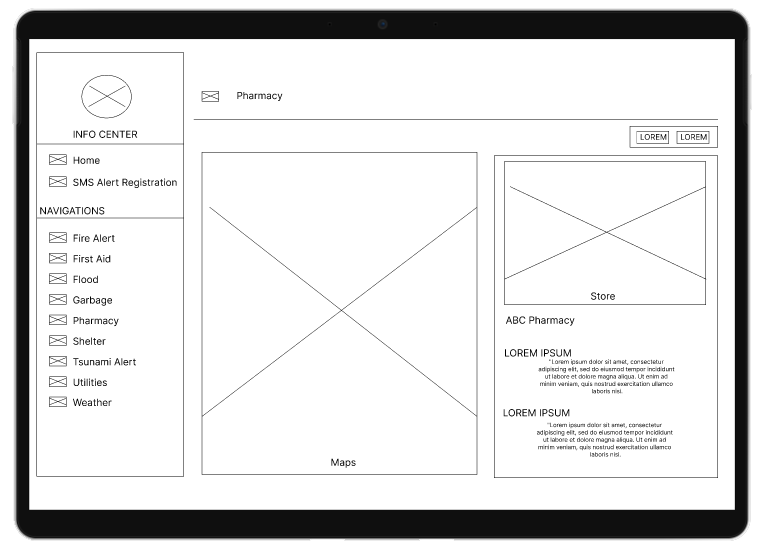 INFO CENTER
Home
SMS Alert Registration
NAVIGATIONS
Fire Alert
First Aid
Flood
Garbage
Pharmacy
Shelter
Tsunami Alert
Utilities
Weather
Pharmacy
LOREM LOREM
Maps
Store
ABC Pharmacy
LOREM IPSUM
"Lorem ipsum dolor sit amet, consectetur
adipiscing elit, sed do eiusmod tempor incididunt
ut labore et dolore magna aliqua. Ut enim ad
minim veniam, quis nostrud exercitation ullamco
laboris nisi.
LOREM IPSUM
"Lorem ipsum dolor sit amet, consectetur
adipiscing elit, sed do eiusmod tempor incididunt
ut labore et dolore magna aliqua. Ut enim ad
minim veniam, quis nostrud exercitation ullamco
laboris nisi.